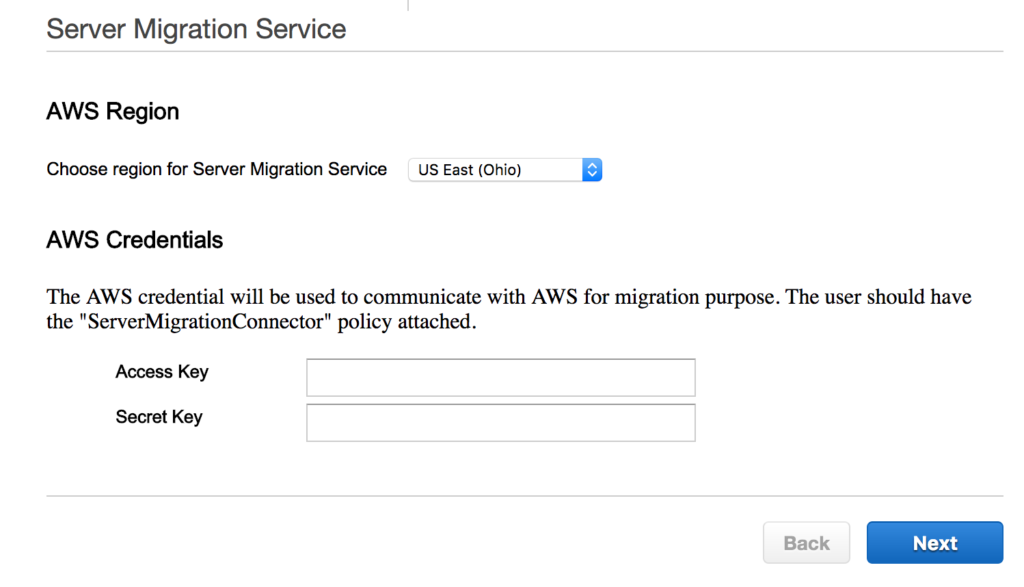 Server Migration Service
AWS Region
Choose region for Server Migration Service US East (Ohio)
AWS Credentials
The AWS credential will be used to communicate with AWS for migration purpose. The user should have
the "ServerMigrationConnector" policy attached.
Access Key
Secret Key
Back Next